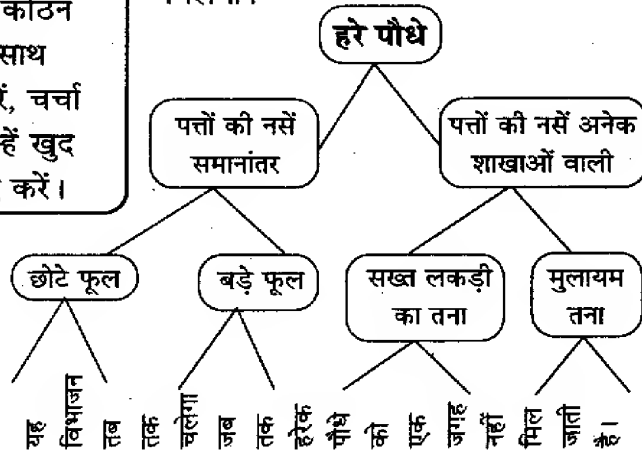 कठिन
साथ
चर्चा
खुद
करें।
हरे पौधे
पत्तों की नसें
समानांतर
पत्तों की नसें अनेक
शाखाओं वाली
छोटे फूल
बड़े फूल
सख्त लकड़ी
का तना
मुलायम
तना
यह विभाजन तब तक चलेगा जब तक हरेक पौधे को एक जगह नहीं मिल जाती है।